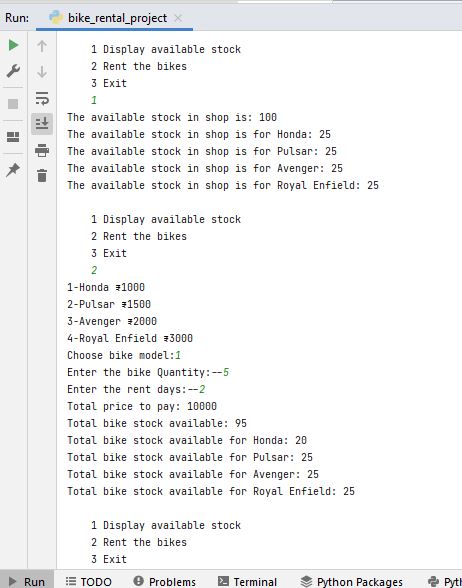 Run: bike_rental_project
1 Display available stock
2 Rent the bikes
3 Exit
1
The available stock in shop is: 100
The available stock in shop is for Honda: 25
The available stock in shop is for Pulsar: 25
The available stock in shop is for Avenger: 25
The available stock in shop is for Royal Enfield: 25
1 Display available stock
2 Rent the bikes
3 Exit
2
1-Honda ₹1000
2-Pulsar ₹1500
3-Avenger ₹2000
4-Royal Enfield ₹3000
Choose bike model:1
Enter the bike Quantity:--5
Enter the rent days:--2
Total price to pay: 10000
Total bike stock available: 95
Total bike stock available for Honda: 20
Total bike stock available for Pulsar: 25
Total bike stock available for Avenger: 25
Total bike stock available for Royal Enfield: 25
1 Display available stock
2 Rent the bikes
3 Exit
Run TODO Problems Terminal Python Packages